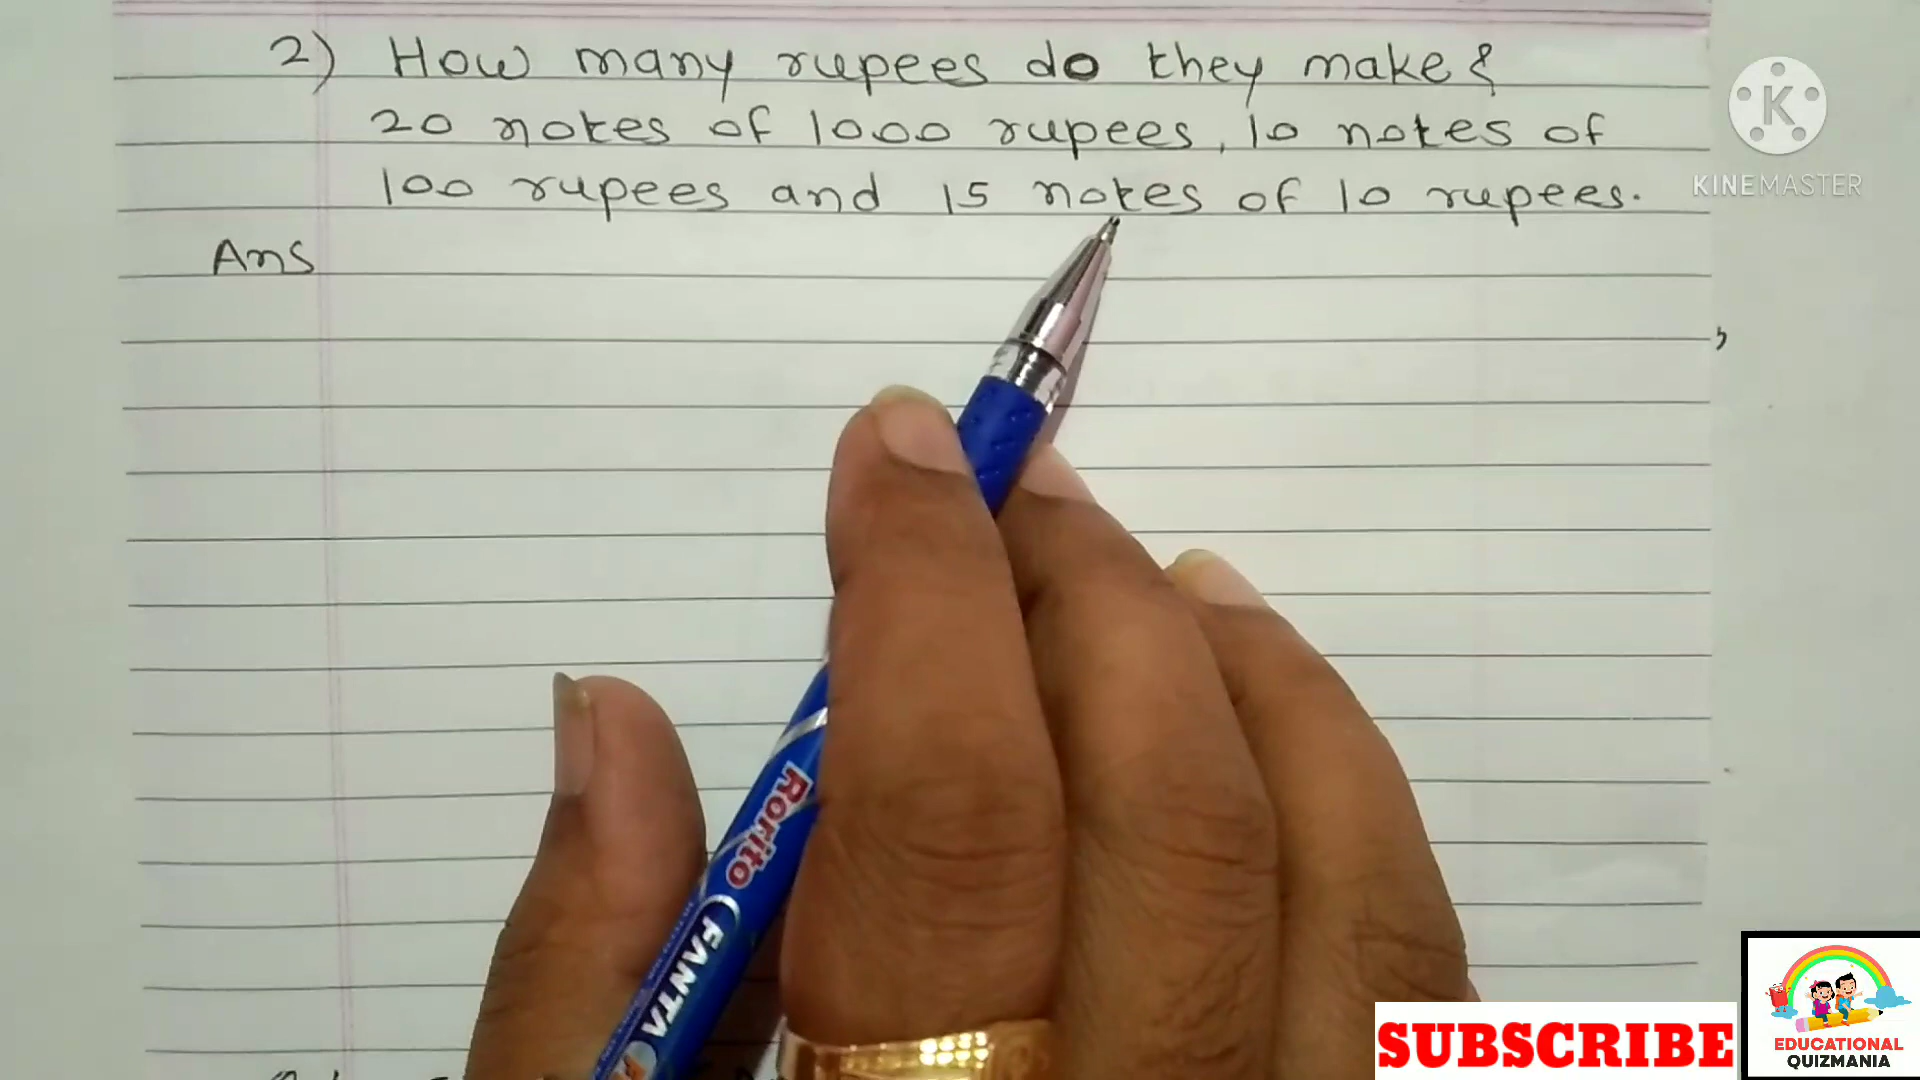 2) How many rupees do they make?
20 notes of 1000 rupees, 10 notes of
100 rupees and 15 notes of 10 rupees.
Ans
KINEMASTER
Rorito
FANTA
SUBSCRIBE
EDUCATIONAL
QUIZMANIA